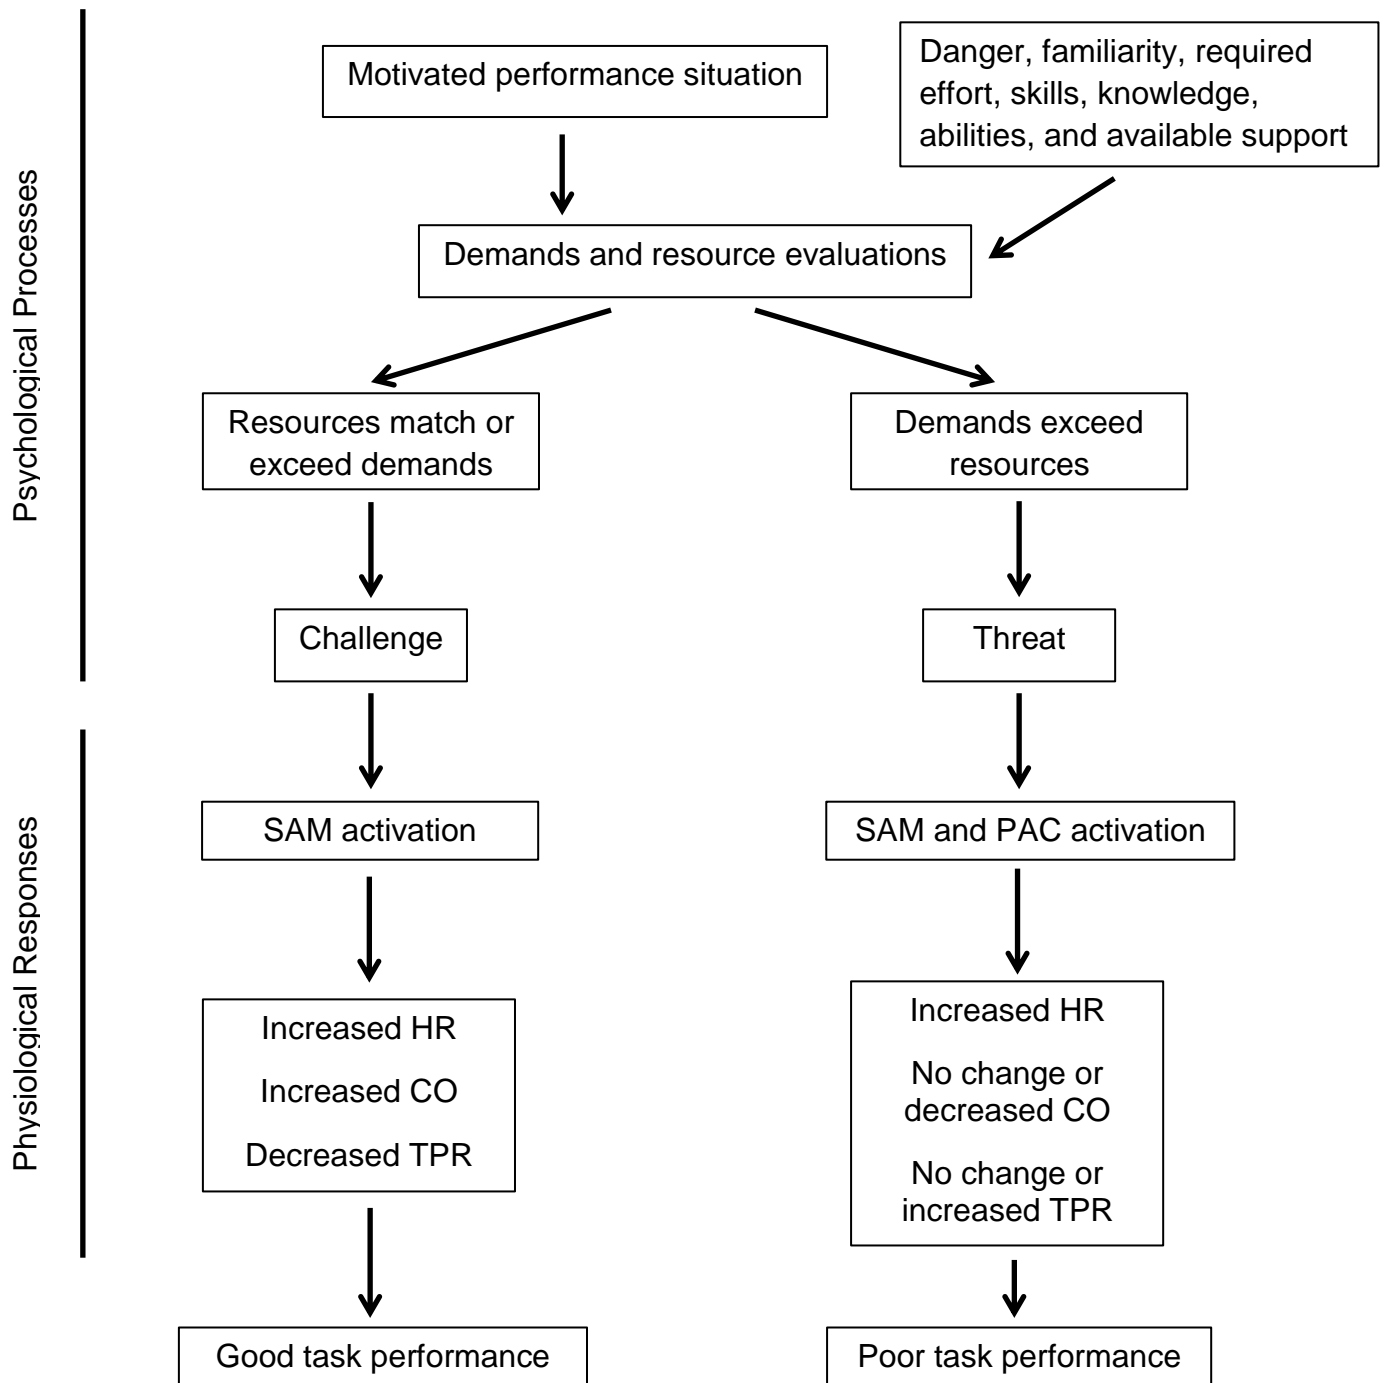 Psychological Processes
Motivated performance situation
Danger, familiarity, required
effort, skills, knowledge,
abilities, and available support
Demands and resource evaluations
Resources match or
exceed demands
Demands exceed
resources
Challenge
Threat
Physiological Responses
SAM activation
SAM and PAC activation
Increased HR
Increased CO
Decreased TPR
Increased HR
No change or
decreased CO
No change or
increased TPR
Good task performance
Poor task performance